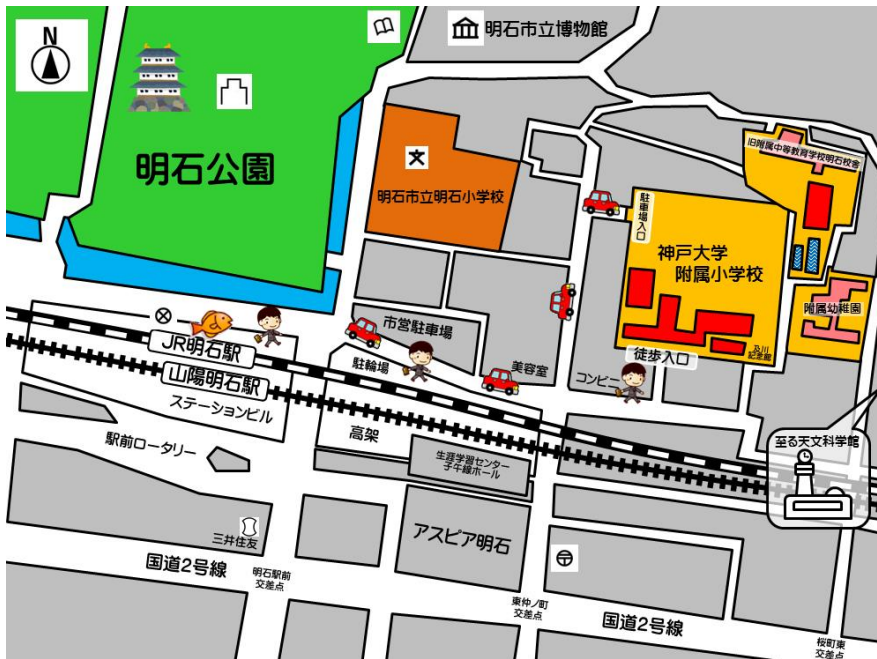 N
明石市立博物館
明石公園
文
明石市立明石小学校
旧附属中等教育学校明石校舎
駐車場入口
神戸大学
附属小学校
附属幼稚園
市営駐車場
及川
記念館
JR明石駅
駐輪場
美容室
徒歩入口
コンビニ
山陽明石駅
ステーションビル
高架
至る天文科学館
駅前ロータリー
生涯学習センター
子午線ホール
アスピア明石
三井住友
国道2号線
明石駅前
交差点
東仲ノ町
交差点
国道2号線
桜町東
交差点